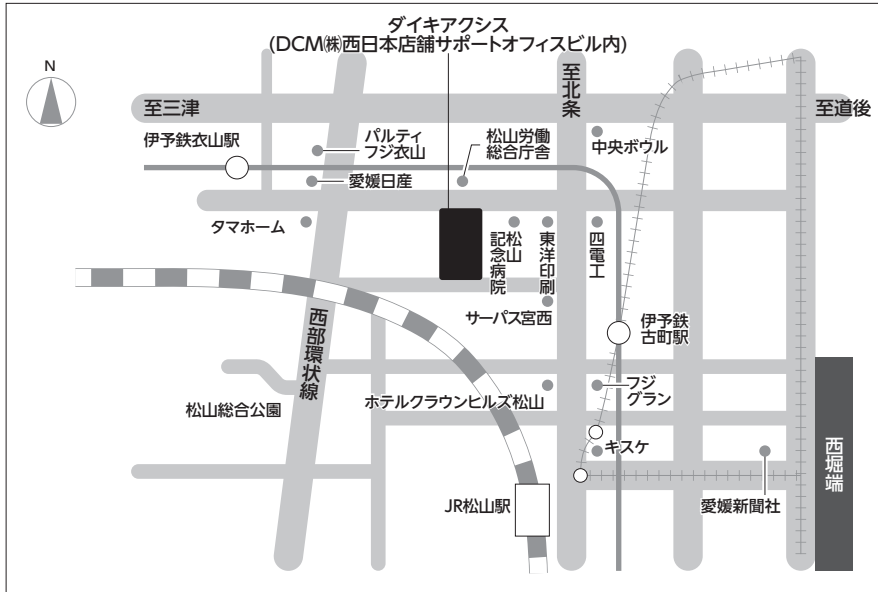 ダイキアクシス
(DCM㈱西日本店舗サポートオフィスビル内)
N
至三津
至北条
至道後
伊予鉄衣山駅
パルティ
フジ衣山
松山労働
総合庁舎
中央ボウル
愛媛日産
タマホーム
松山
記念病院
東洋印刷
四電工
サーパス宮西
伊予鉄
古町駅
西部環状線
松山総合公園
ホテルクラウンヒルズ松山
フジ
グラン
キスケ
西堀端
JR松山駅
愛媛新聞社